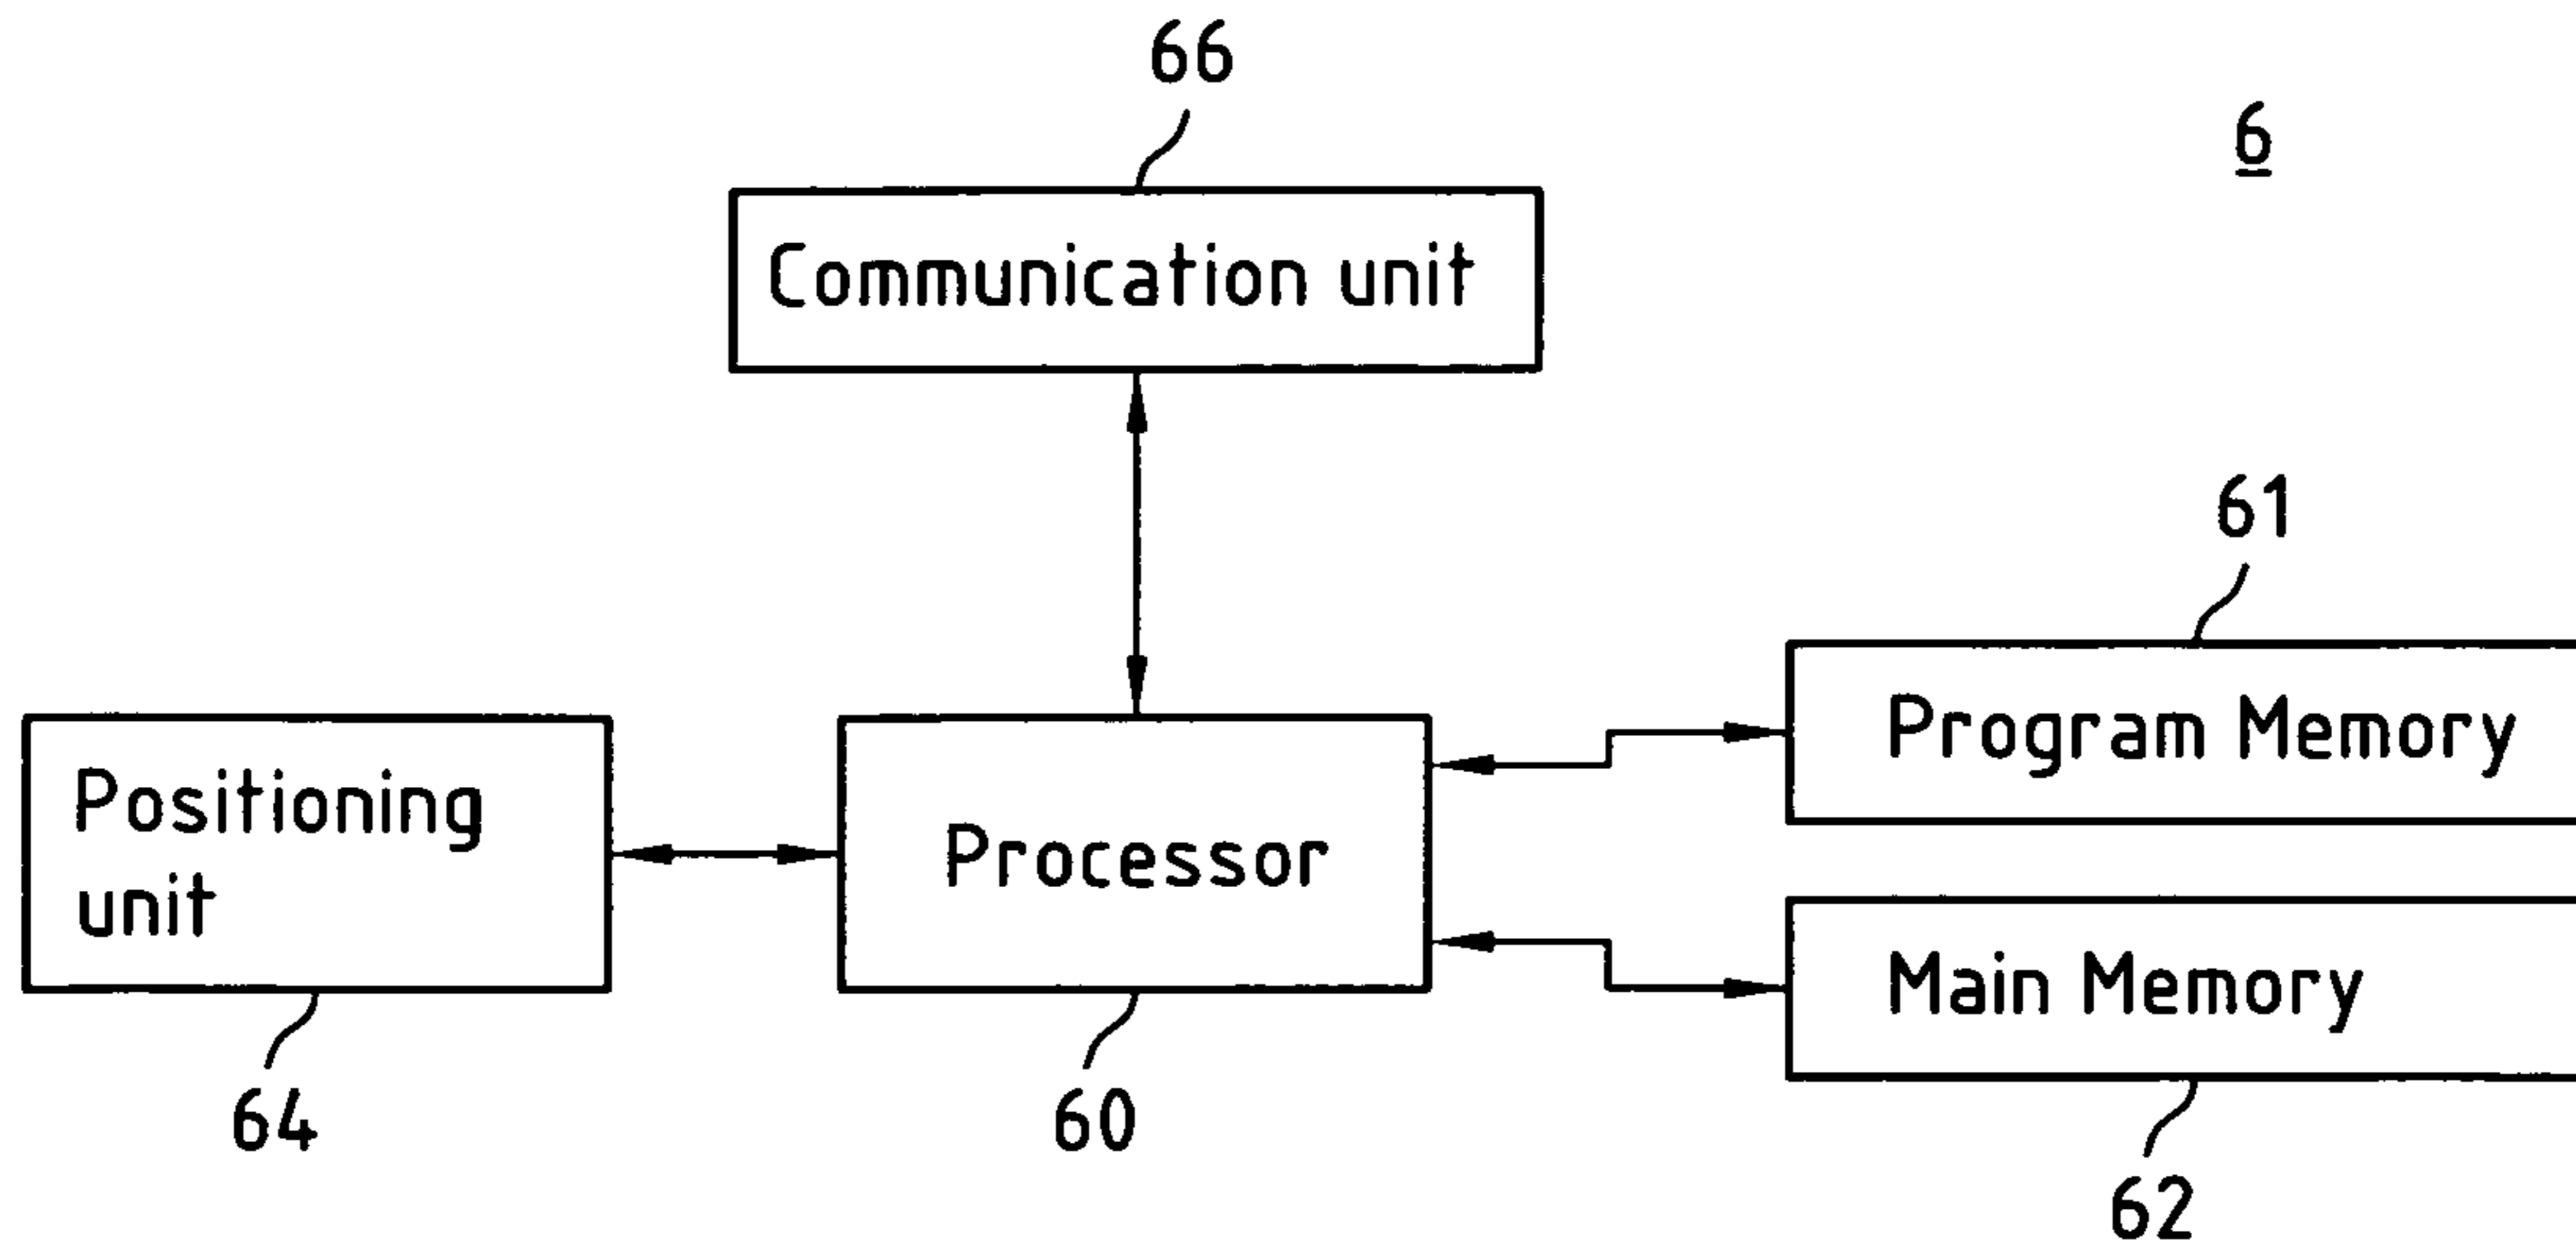 66
6
Communication unit
61
Program Memory
Positioning
unit
Processor
Main Memory
64
60
62